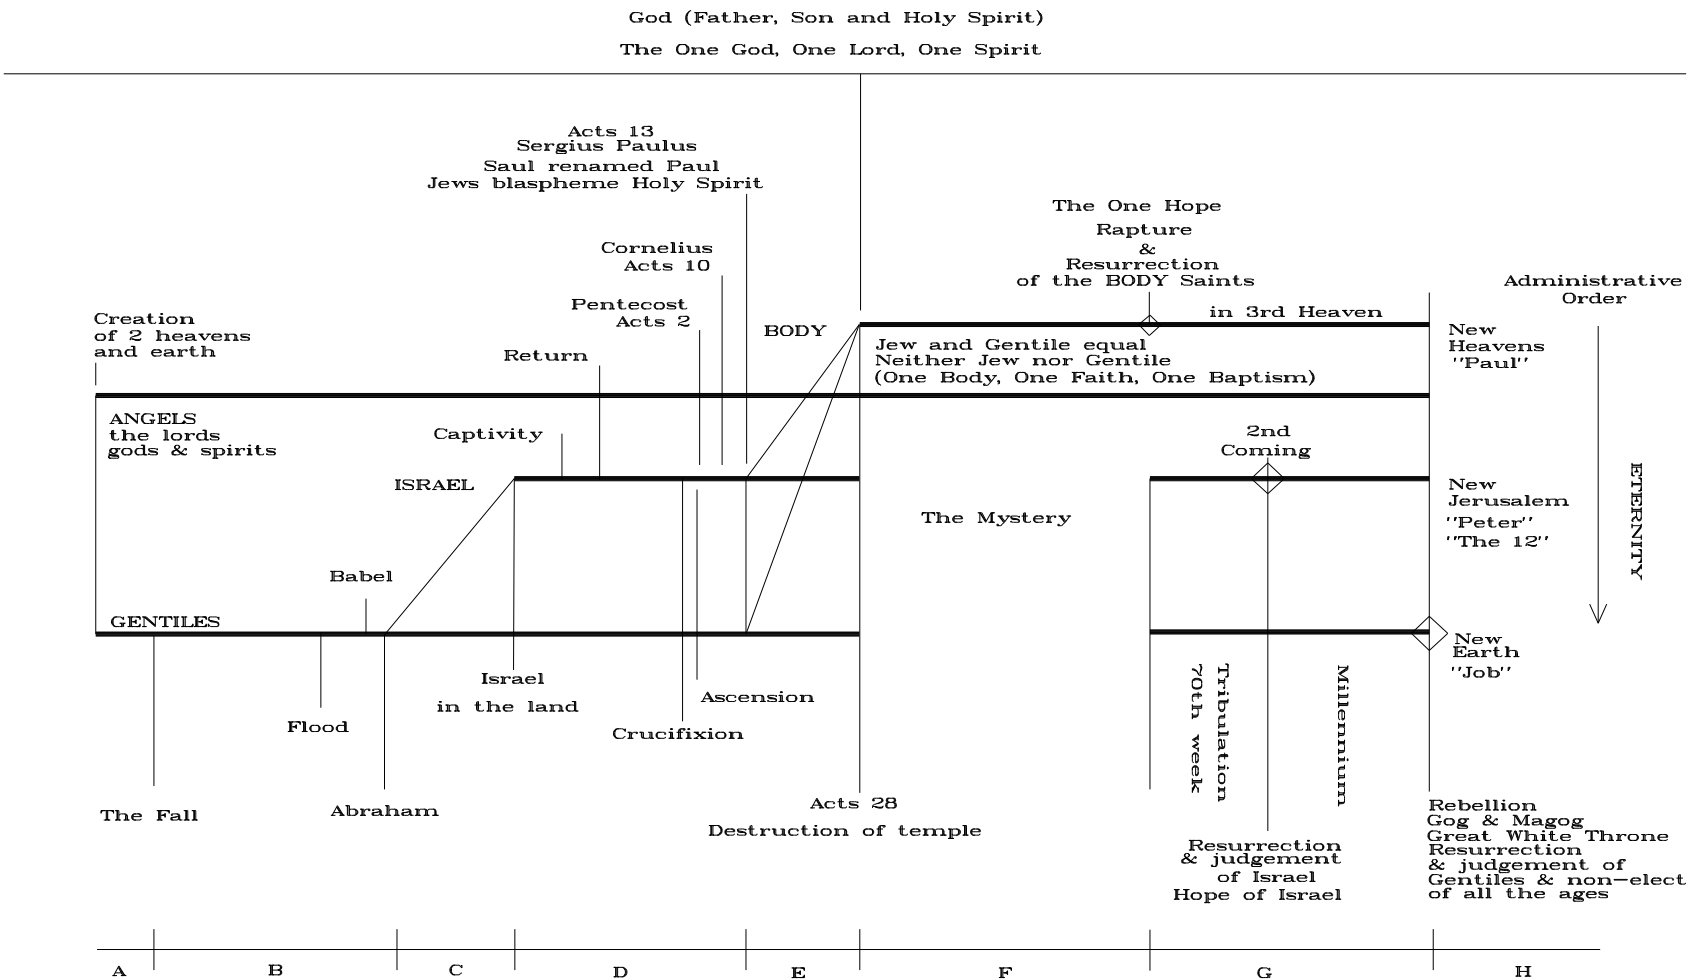 God (Father, Son and Holy Spirit)
The One God, One Lord, One Spirit
Acts 13
Sergius Paulus
Saul renamed Paul
Jews blaspheme Holy Spirit
Cornelius
Acts 10
Pentecost
Acts 2
Return
Captivity
Creation
of 2 heavens
and earth
ANGELS
the lords
gods & spirits
ISRAEL
Babel
GENTILES
BODY
The One Hope
Rapture
&
Resurrection
of the BODY Saints
in 3rd Heaven
Jew and Gentile equal
Neither Jew nor Gentile
(One Body, One Faith, One Baptism)
Administrative
Order
New
Heavens
"Paul"
2nd
Coming
The Mystery
New
Jerusalem
"Peter"
"The 12"
ETERNITY
New
Earth
"Job"
Israel
in the land
Ascension
Crucifixion
Flood
The Fall
Abraham
Acts 28
Destruction of temple
Tribulation
70th week
Millennium
Resurrection
& judgement
of Israel
Hope of Israel
Rebellion
Gog & Magog
Great White Throne
Resurrection
& judgement of
Gentiles & non-elect
of all the ages
A B C D E F G H